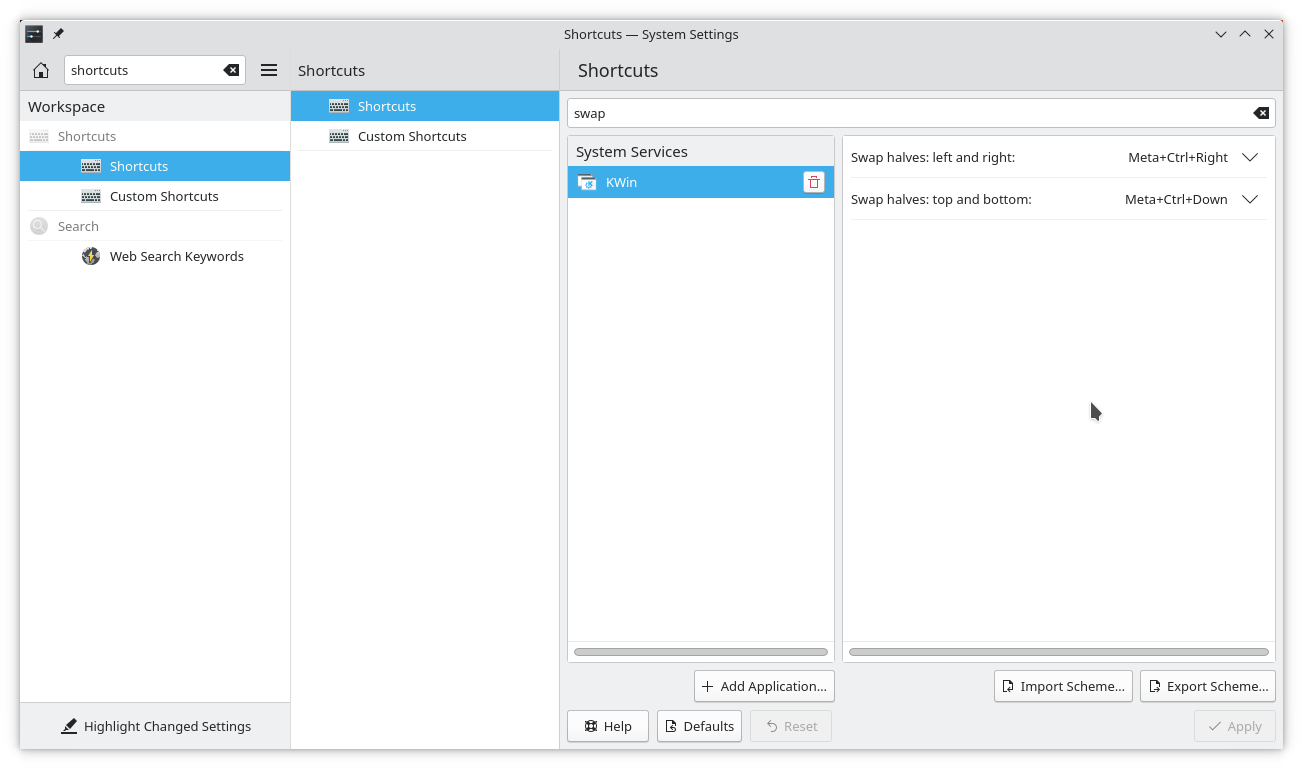 Shortcuts — System Settings
shortcuts
Shortcuts
Shortcuts
Workspace
Shortcuts
Shortcuts
Custom Shortcuts
Search
Web Search Keywords
Shortcuts
Custom Shortcuts
swap
System Services
KWin
Swap halves: left and right: Meta+Ctrl+Right
Swap halves: top and bottom: Meta+Ctrl+Down
Add Application...
Import Scheme...
Export Scheme...
Highlight Changed Settings
Help
Defaults
Reset
Apply